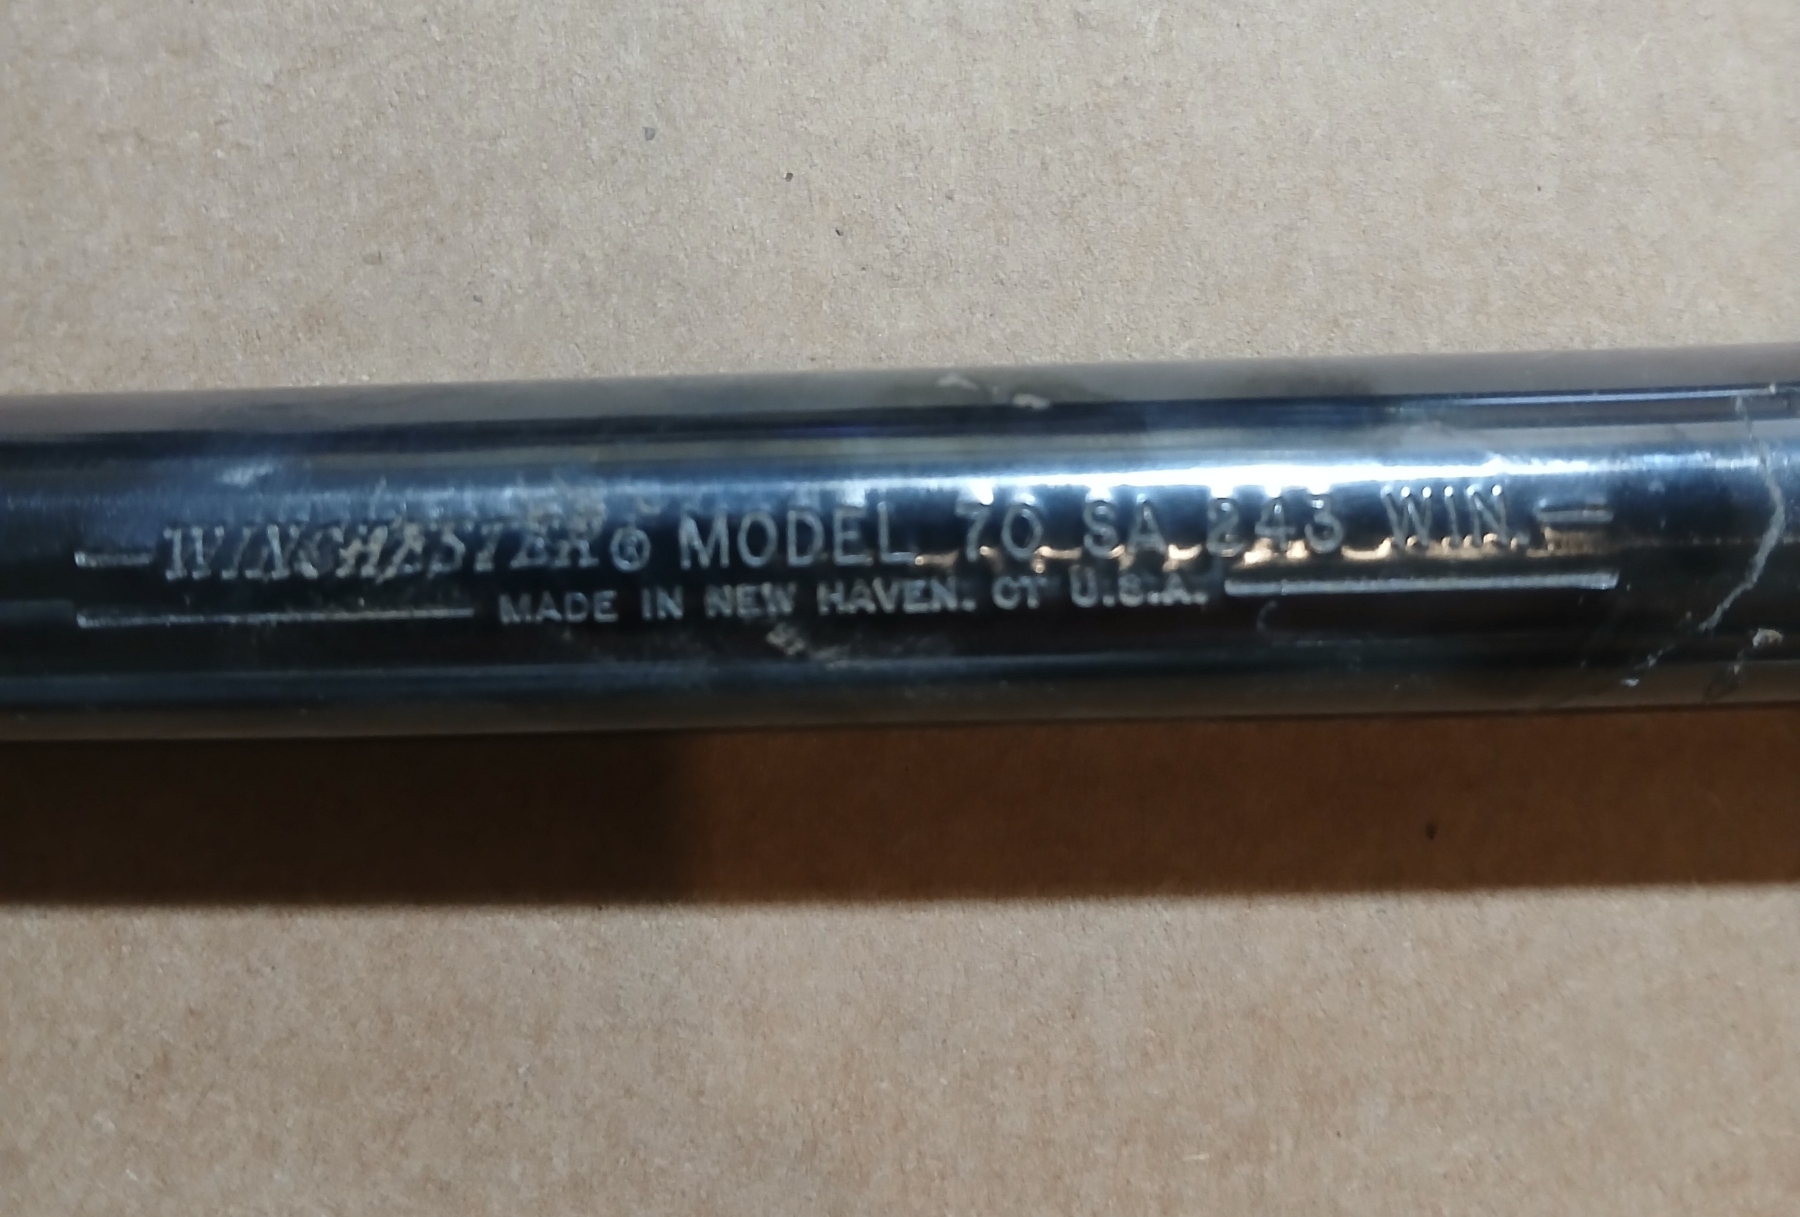 —WINCHESTER® MODEL 70 SA 243 WIN.—
MADE IN NEW HAVEN. CT U.S.A.